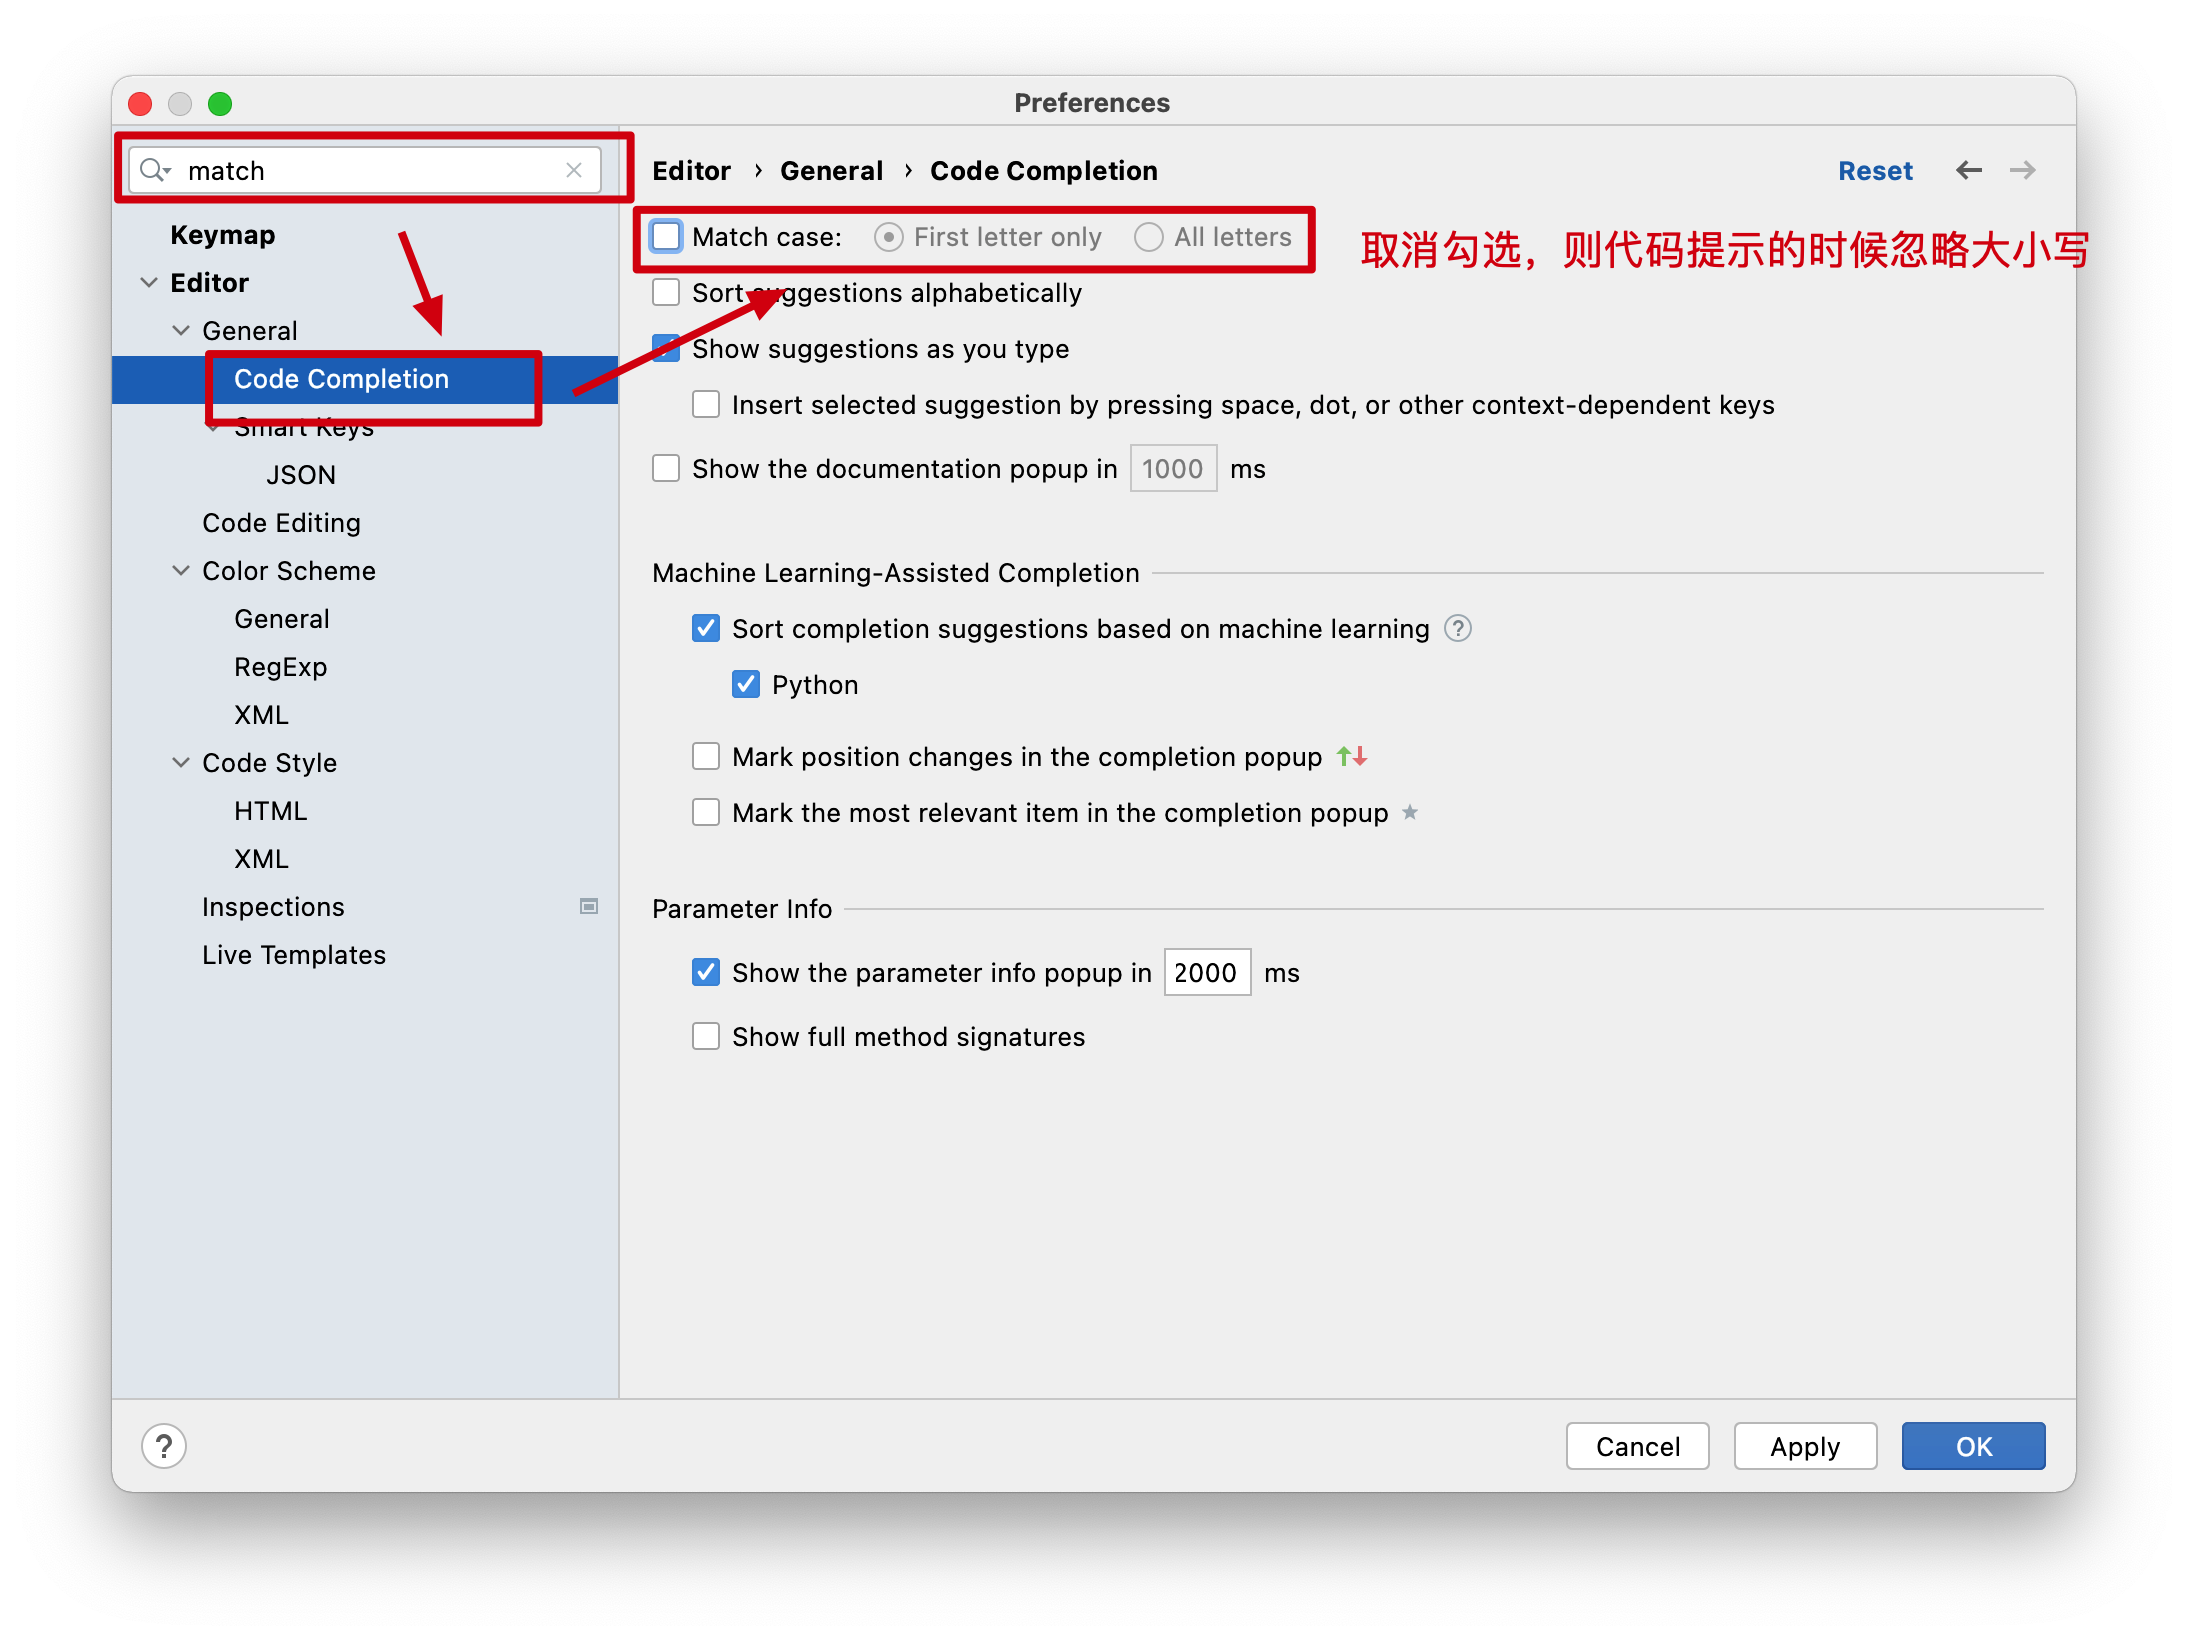 Preferences
match
Keymap
Editor
General
Code Completion
Smart Keys
JSON
Code Editing
Color Scheme
General
RegExp
XML
Code Style
HTML
XML
Inspections
Live Templates
Editor › General › Code Completion
Reset
Match case: First letter only All letters
取消勾选，则代码提示的时候忽略大小写
Sort suggestions alphabetically
Show suggestions as you type
Insert selected suggestion by pressing space, dot, or other context-dependent keys
Show the documentation popup in 1000 ms
Machine Learning-Assisted Completion
Sort completion suggestions based on machine learning ?
Python
Mark position changes in the completion popup
Mark the most relevant item in the completion popup
Parameter Info
Show the parameter info popup in 2000 ms
Show full method signatures
?
Cancel
Apply
OK